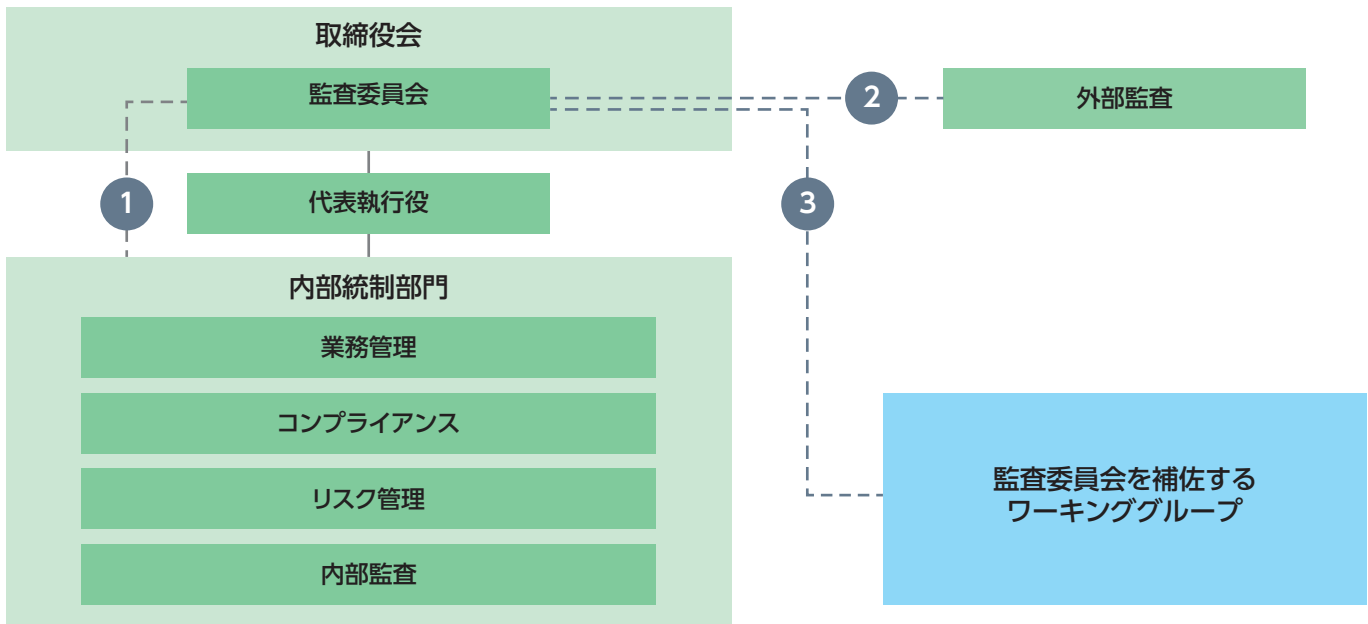 取締役会
監査委員会
2
外部監査
1
代表執行役
3
内部統制部門
業務管理
コンプライアンス
リスク管理
内部監査
監査委員会を補佐する
ワーキンググループ